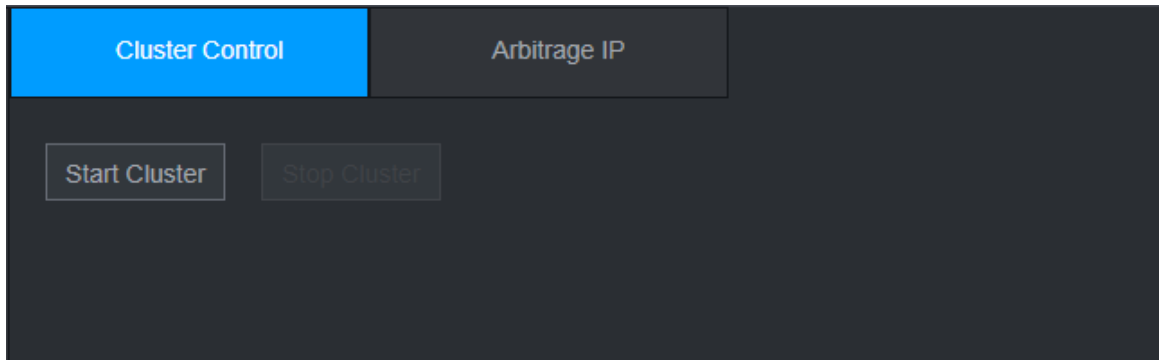 Cluster Control
Arbitrage IP
Start Cluster
Stop Cluster